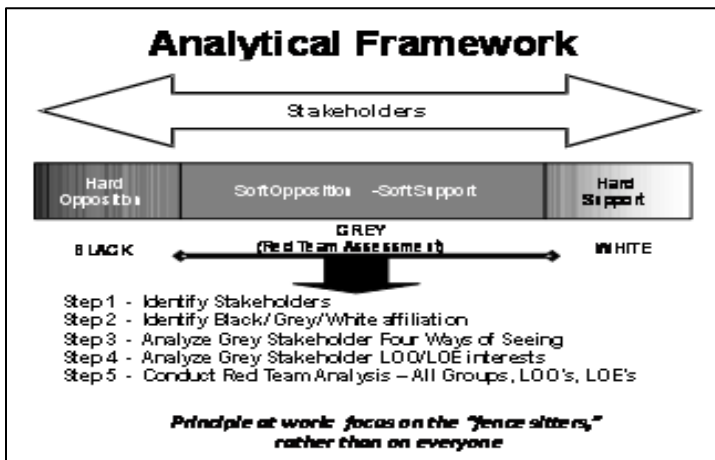 Analytical Framework
Stakeholders
Hard
Opposition
Soft Opposition -Soft Support
Hard
Support
GREY
(Red Team Assessment)
BLACK
WHITE
Step 1 - Identify Stakeholders
Step 2 - Identify Black/Grey/White affiliation
Step 3 - Analyze Grey Stakeholder Four Ways of Seeing
Step 4 - Analyze Grey Stakeholder LOO/LOE interests
Step 5 - Conduct Red Team Analysis – All Groups, LOO's, LOE's
Principle at work: focus on the "fence sitters,"
rather than on everyone